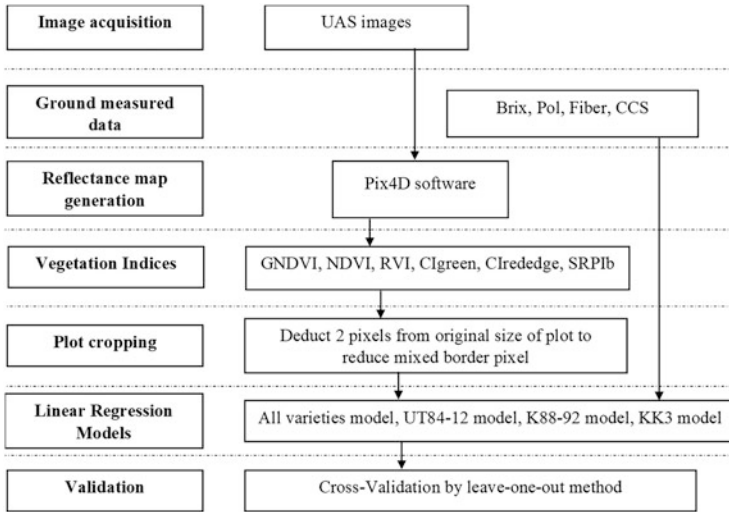 Image acquisition
UAS images
Ground measured
data
Brix, Pol, Fiber, CCS
Reflectance map
generation
Pix4D software
Vegetation Indices
GNDVI, NDVI, RVI, CIgreen, CIrededge, SRPIb
Plot cropping
Deduct 2 pixels from original size of plot to
reduce mixed border pixel
Linear Regression
Models
All varieties model, UT84-12 model, K88-92 model, KK3 model
Validation
Cross-Validation by leave-one-out method